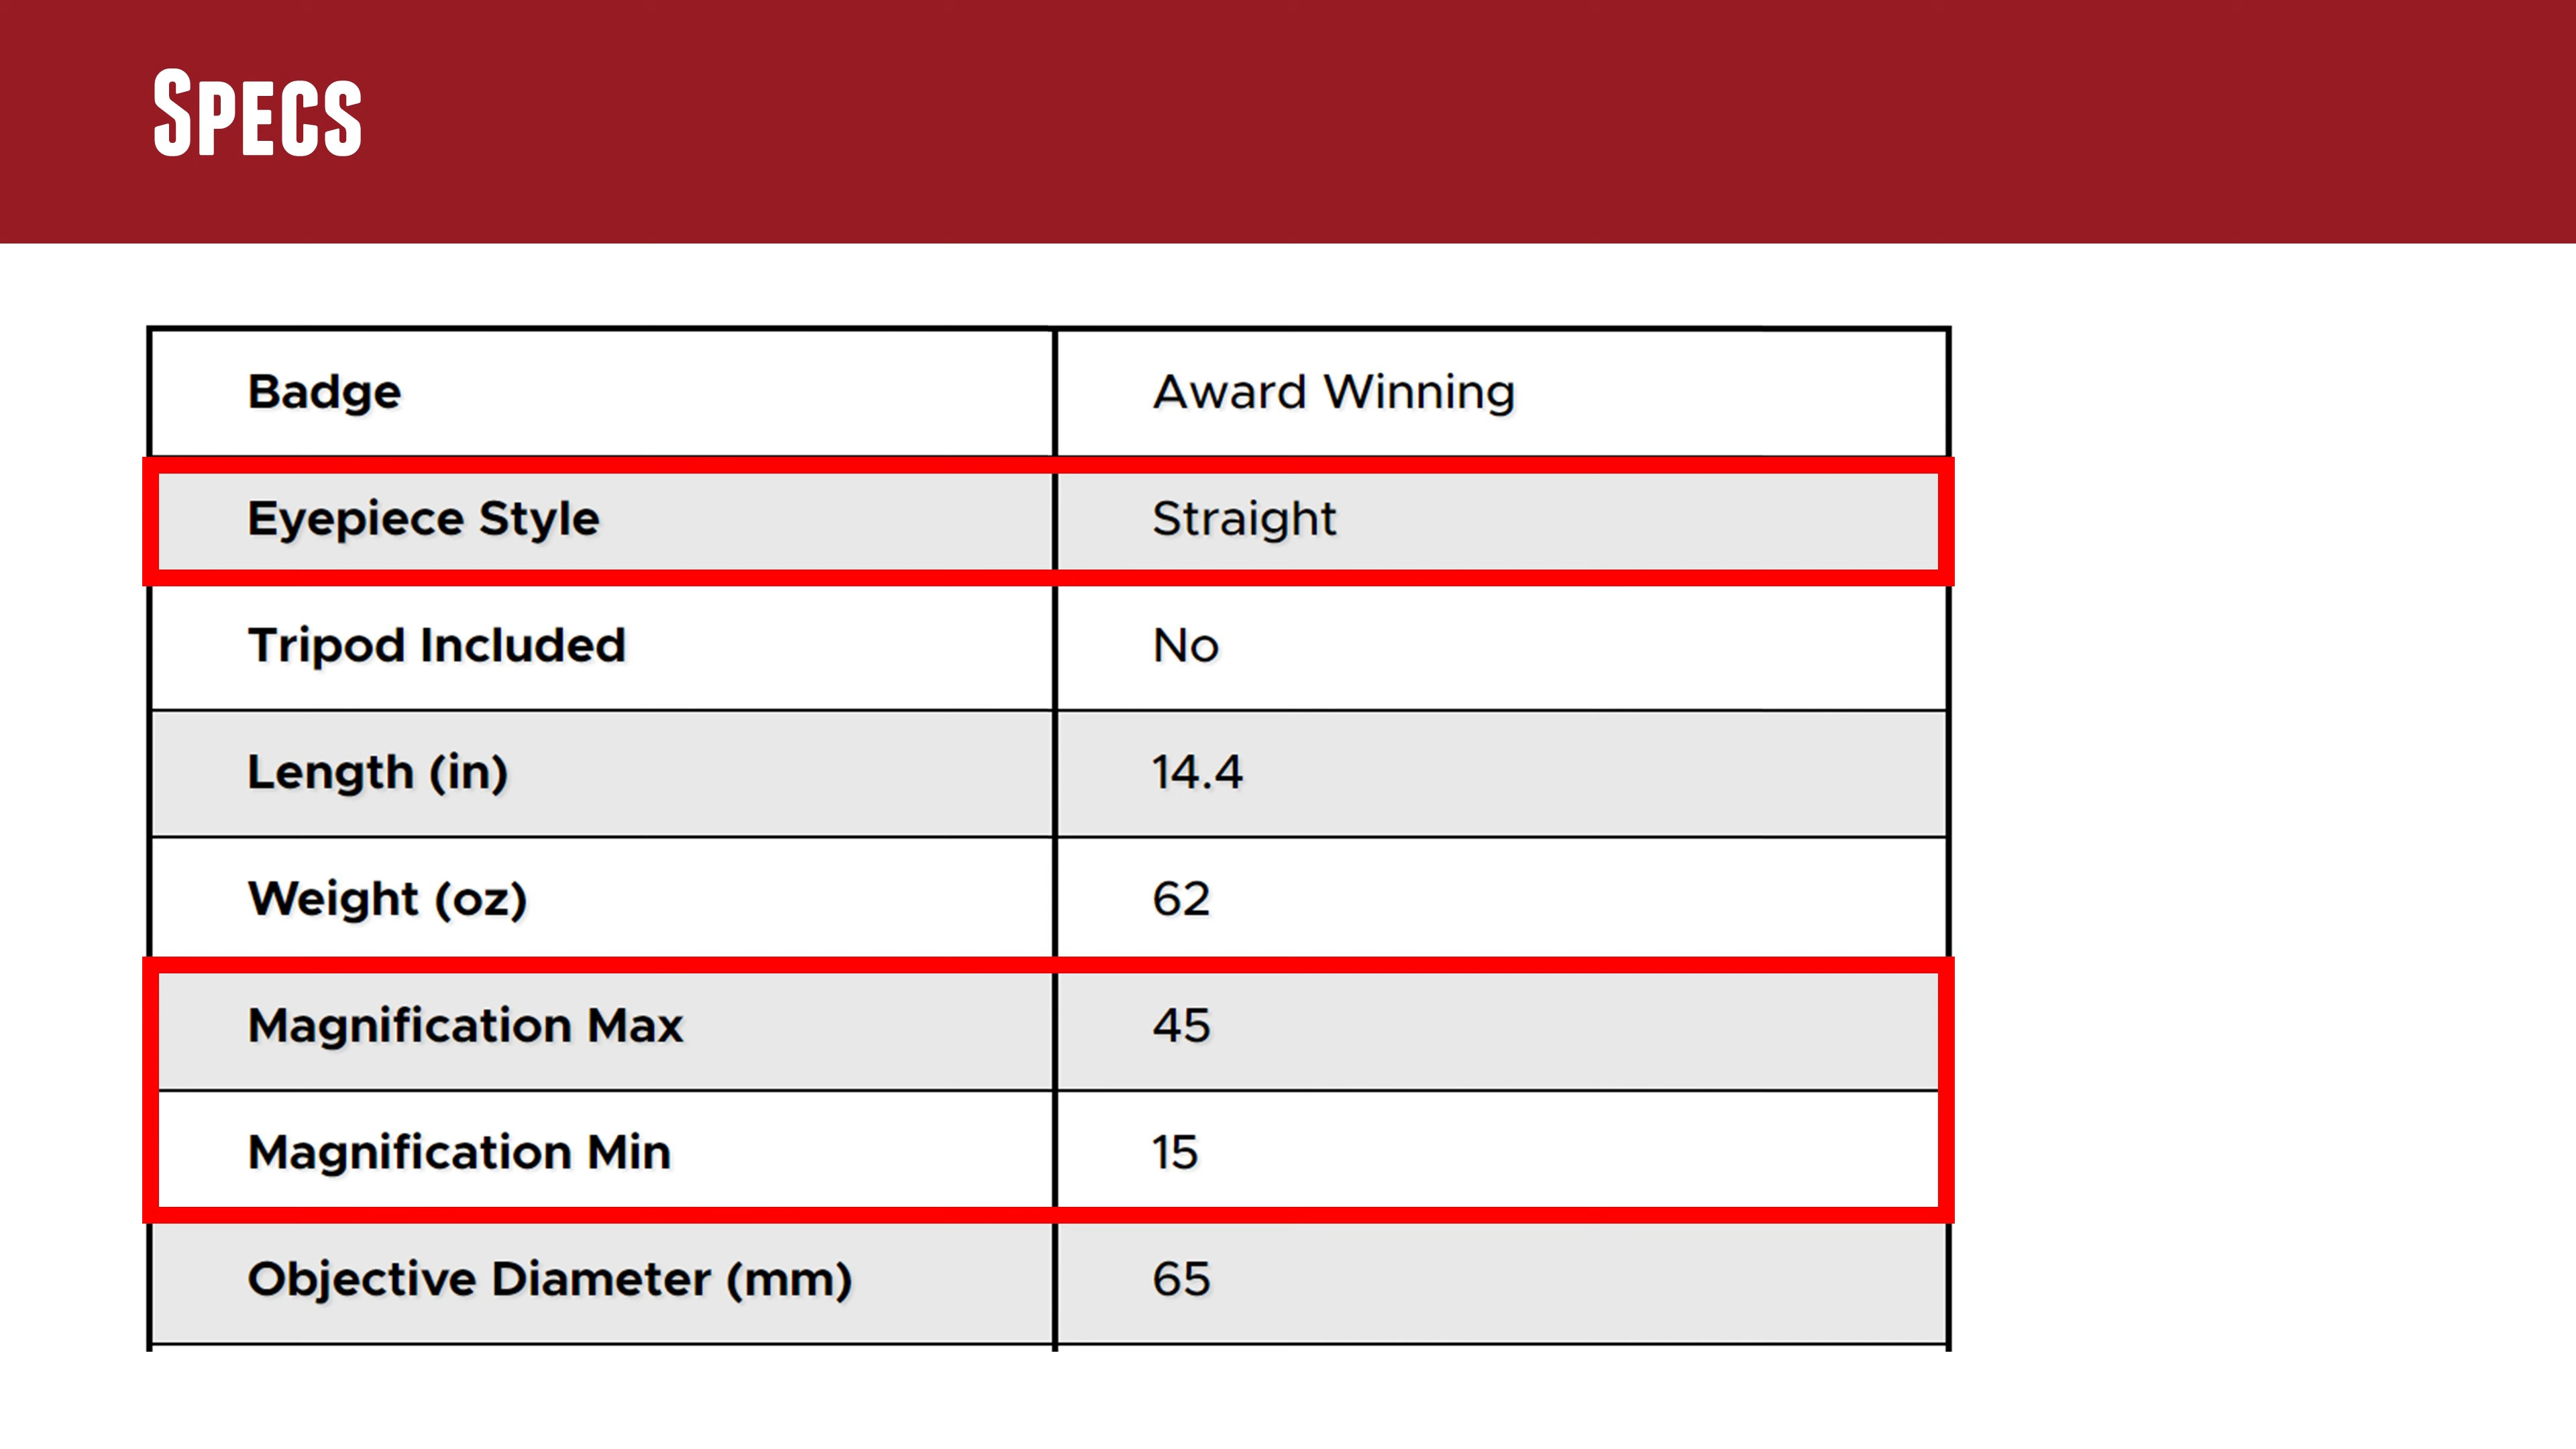 Specs
Badge Award Winning
Eyepiece Style Straight
Tripod Included No
Length (in) 14.4
Weight (oz) 62
Magnification Max 45
Magnification Min 15
Objective Diameter (mm) 65